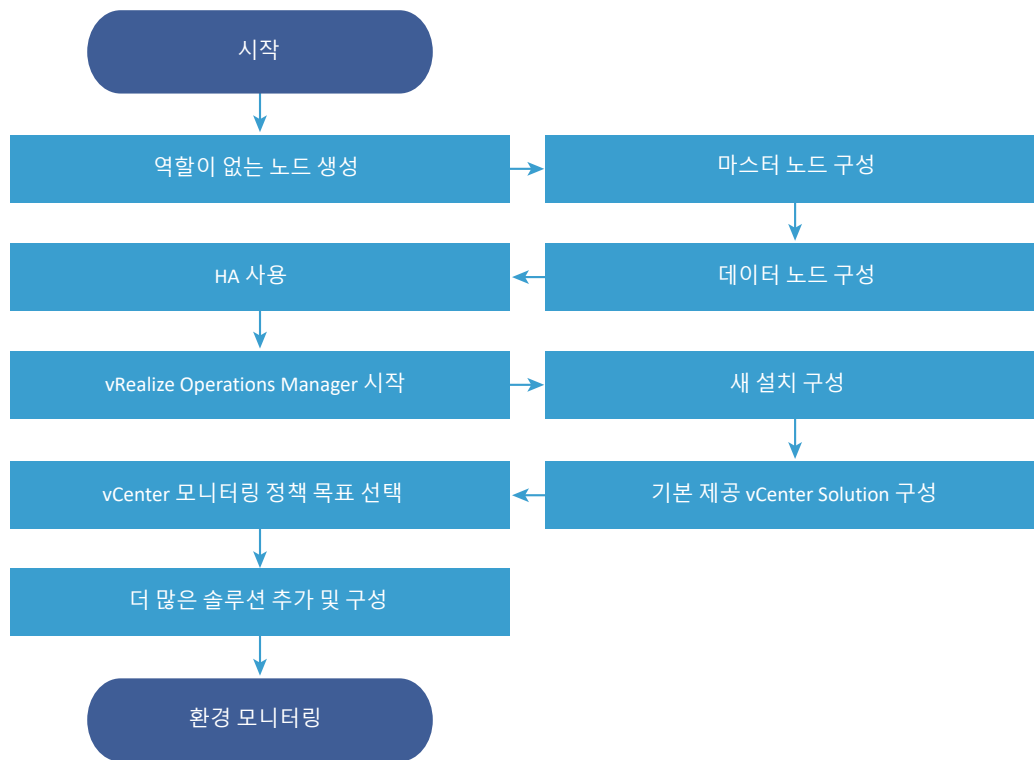 시작
역할이 없는 노드 생성
마스터 노드 구성
데이터 노드 구성
HA 사용
vRealize Operations Manager 시작
새 설치 구성
기본 제공 vCenter Solution 구성
vCenter 모니터링 정책 목표 선택
더 많은 솔루션 추가 및 구성
환경 모니터링